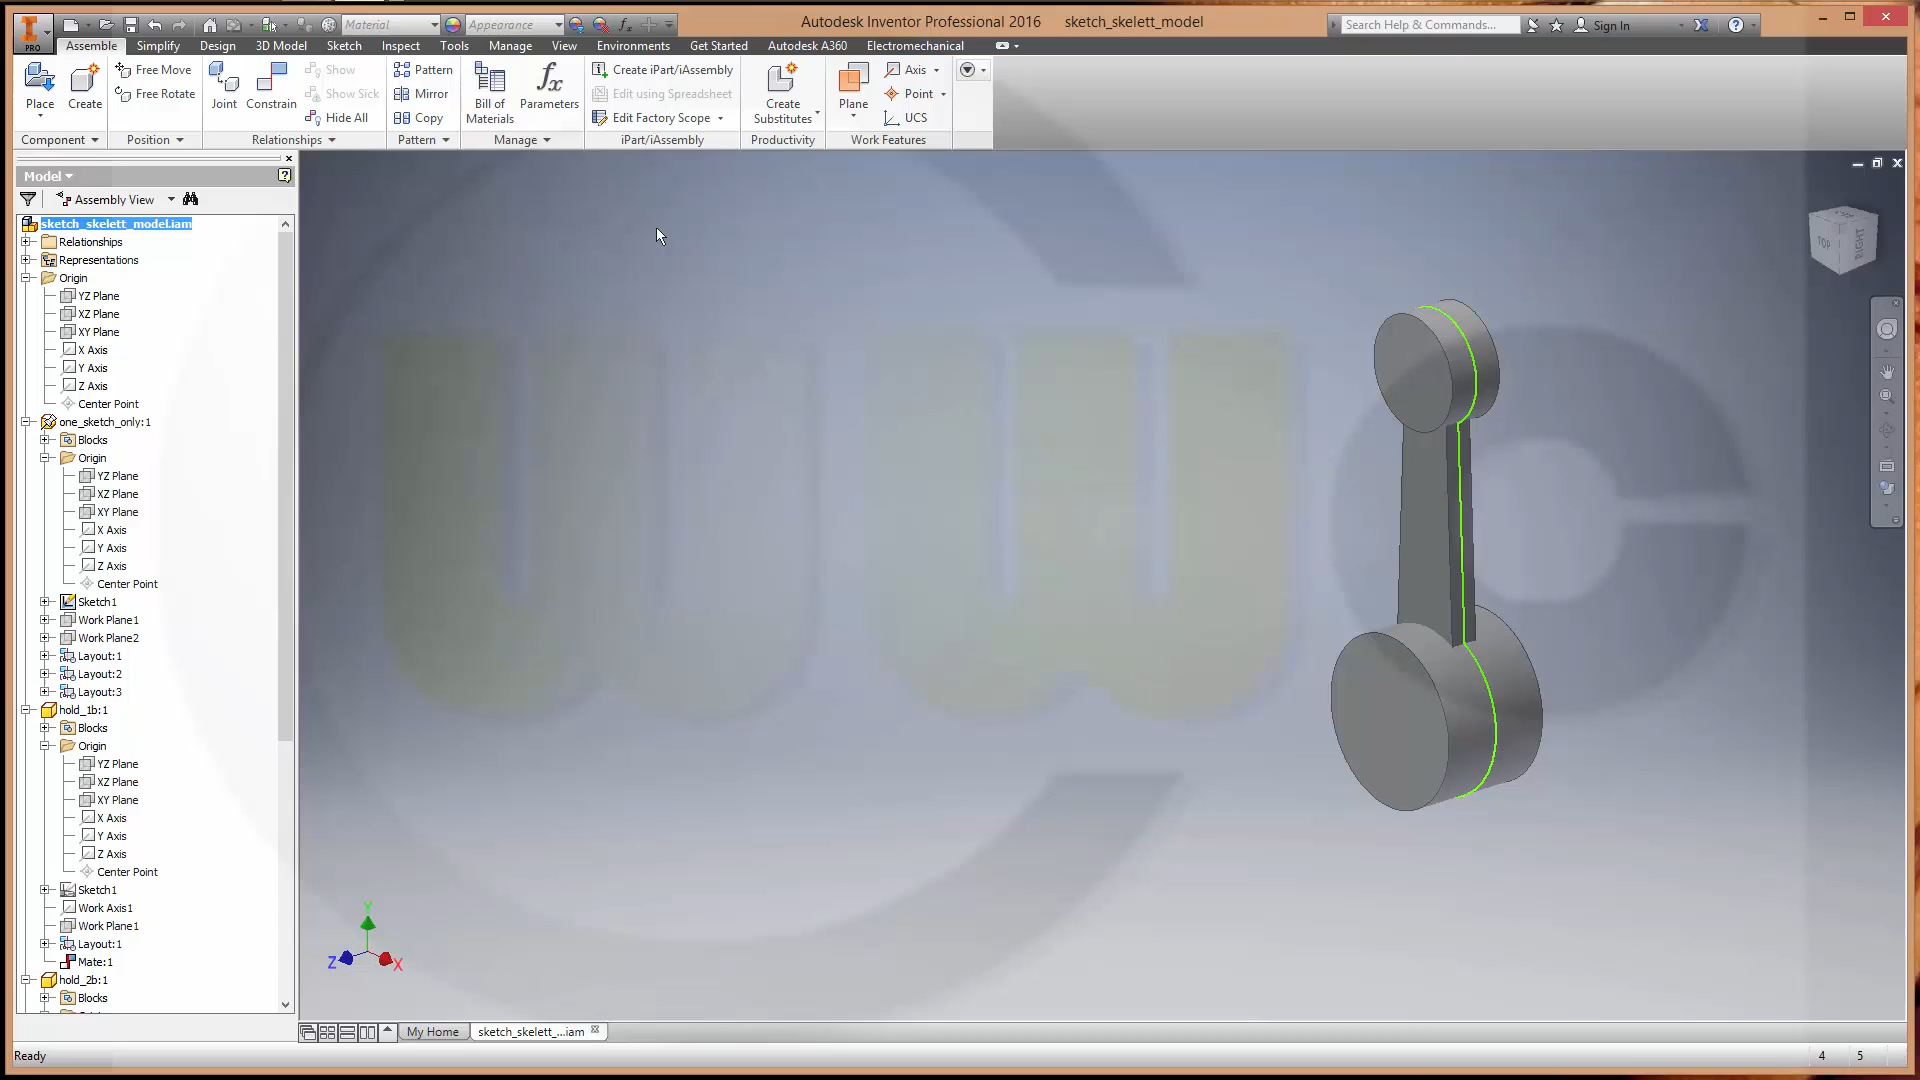 Material
Appearance
Autodesk Inventor Professional 2016 sketch_skelett_model
Search Help & Commands...
Sign In
PRO
Assemble Simplify Design 3D Model Sketch Inspect Tools Manage View Environments Get Started Autodesk A360 Electromechanical
Place
Create
Free Move
Free Rotate
Joint
Constrain
Show
Show Sick
Hide All
Pattern
Mirror
Copy
Bill of Materials
fx
Parameters
Create iPart/iAssembly
Edit using Spreadsheet
Edit Factory Scope
Create Substitutes
Plane
Axis
Point
UCS
Component Position Relationships Pattern Manage iPart/iAssembly Productivity Work Features
Model
Assembly View
sketch_skelett_model.iam
Relationships
Representations
Origin
YZ Plane
XZ Plane
XY Plane
X Axis
Y Axis
Z Axis
Center Point
one_sketch_only:1
Blocks
Origin
YZ Plane
XZ Plane
XY Plane
X Axis
Y Axis
Z Axis
Center Point
Sketch1
Work Plane1
Work Plane2
Layout:1
Layout:2
Layout:3
hold_1b:1
Blocks
Origin
YZ Plane
XZ Plane
XY Plane
X Axis
Y Axis
Z Axis
Center Point
Sketch1
Work Axis1
Work Plane1
Layout:1
Mate:1
hold_2b:1
Blocks
TOP
RIGHT
Y
Z
X
My Home sketch_skelett_...iam
Ready
4 5